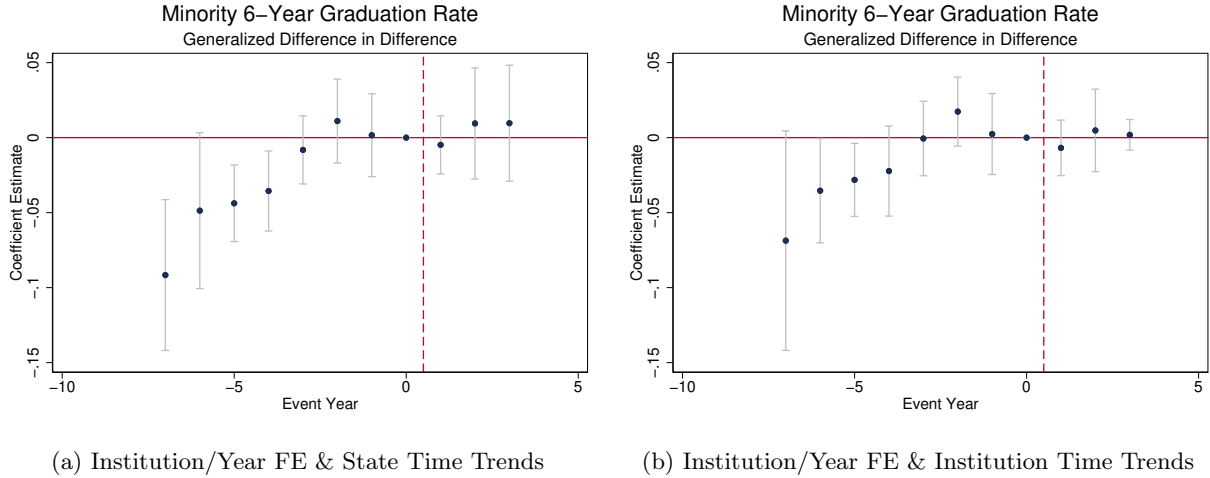 Minority 6−Year Graduation Rate
Generalized Difference in Difference
Coefficient Estimate
.05
0
−.05
−.1
−.15
−10
−5
0
5
Event Year
(a) Institution/Year FE & State Time Trends
Minority 6−Year Graduation Rate
Generalized Difference in Difference
Coefficient Estimate
.05
0
−.05
−.1
−.15
−10
−5
0
5
Event Year
(b) Institution/Year FE & Institution Time Trends